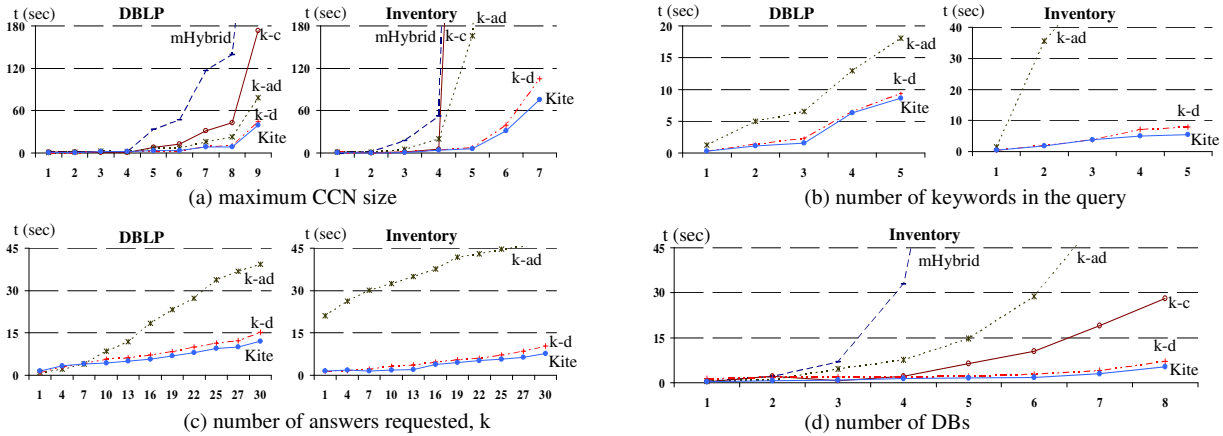 t (sec) DBLP
180
120
60
0
mHybrid
k-c
k-ad
k-d
Kite
1 2 3 4 5 6 7 8 9
t (sec) Inventory
180
120
60
0
mHybrid
k-ad
k-c
k-d
Kite
1 2 3 4 5 6 7
(a) maximum CCN size
t (sec) DBLP
20
15
10
5
0
k-ad
k-d
Kite
1 2 3 4 5
t (sec) Inventory
40
30
20
10
0
k-ad
k-d
Kite
1 2 3 4 5
(b) number of keywords in the query
t (sec) DBLP
45
30
15
0
k-ad
k-d
Kite
1 4 7 10 13 16 19 22 25 27 30
t (sec) Inventory
45
30
15
0
k-ad
k-d
Kite
1 4 7 10 13 16 19 22 25 27 30
(c) number of answers requested, k
t (sec) Inventory
45
30
15
0
mHybrid
k-ad
k-c
k-d
Kite
1 2 3 4 5 6 7 8
(d) number of DBs